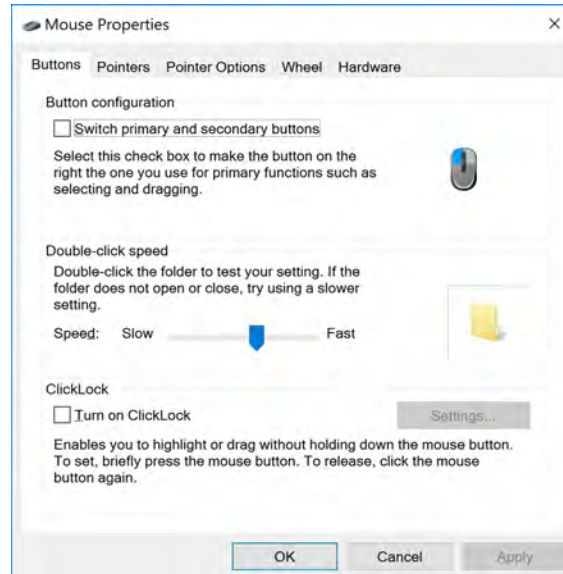 Mouse Properties
Buttons Pointers Pointer Options Wheel Hardware
Button configuration
Switch primary and secondary buttons
Select this check box to make the button on the
right the one you use for primary functions such as
selecting and dragging.
Double-click speed
Double-click the folder to test your setting. If the
folder does not open or close, try using a slower
setting.
Speed: Slow Fast
ClickLock
Turn on ClickLock Settings...
Enables you to highlight or drag without holding down the mouse button.
To set, briefly press the mouse button. To release, click the mouse
button again.
OK Cancel Apply